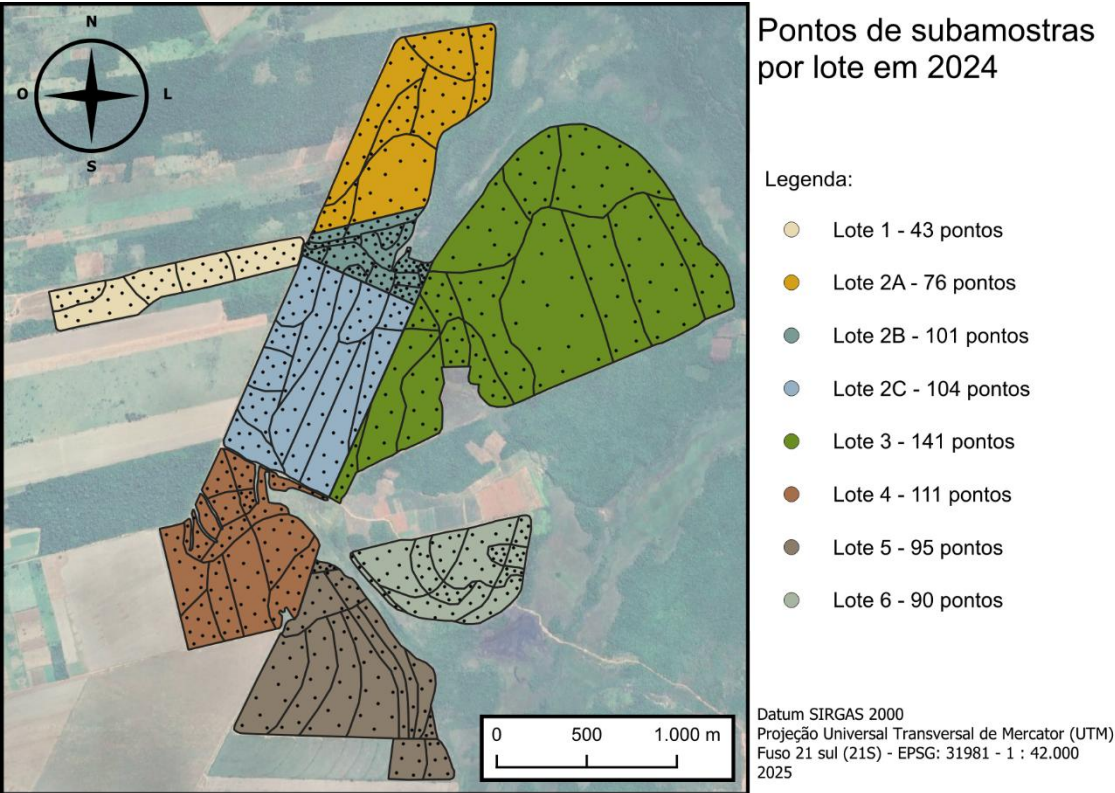 N
O
L
S
Pontos de subamostras
por lote em 2024
Legenda:
Lote 1 - 43 pontos
Lote 2A - 76 pontos
Lote 2B - 101 pontos
Lote 2C - 104 pontos
Lote 3 - 141 pontos
Lote 4 - 111 pontos
Lote 5 - 95 pontos
Lote 6 - 90 pontos
0 500 1.000 m
Datum SIRGAS 2000
Projeção Universal Transversal de Mercator (UTM)
Fuso 21 sul (21S) - EPSG: 31981 - 1 : 42.000
2025